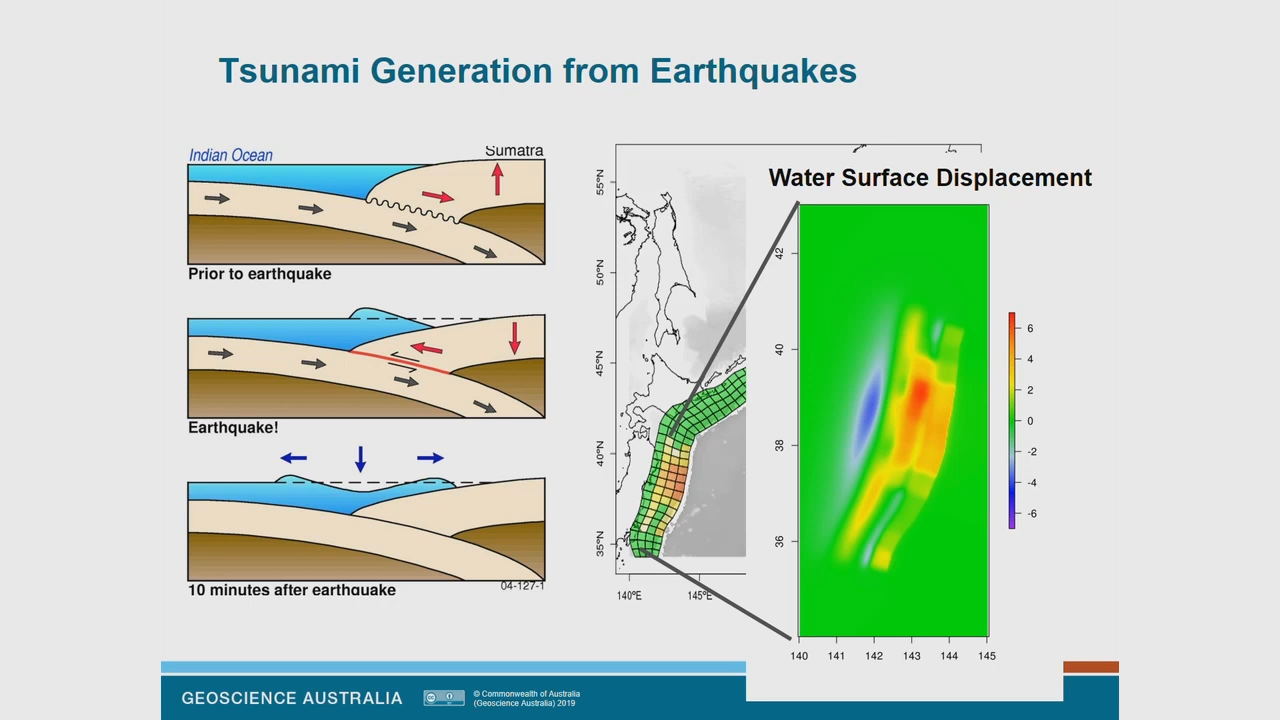 Tsunami Generation from Earthquakes
Indian Ocean
Sumatra
Prior to earthquake
Earthquake!
10 minutes after earthquake
04-127-1
55°N
50°N
45°N
40°N
35°N
140°E
145°E
Water Surface Displacement
42
40
38
36
140 141 142 143 144 145
6
4
2
0
-2
-4
-6
GEOSCIENCE AUSTRALIA
cc
© Commonwealth of Australia
(Geoscience Australia) 2019